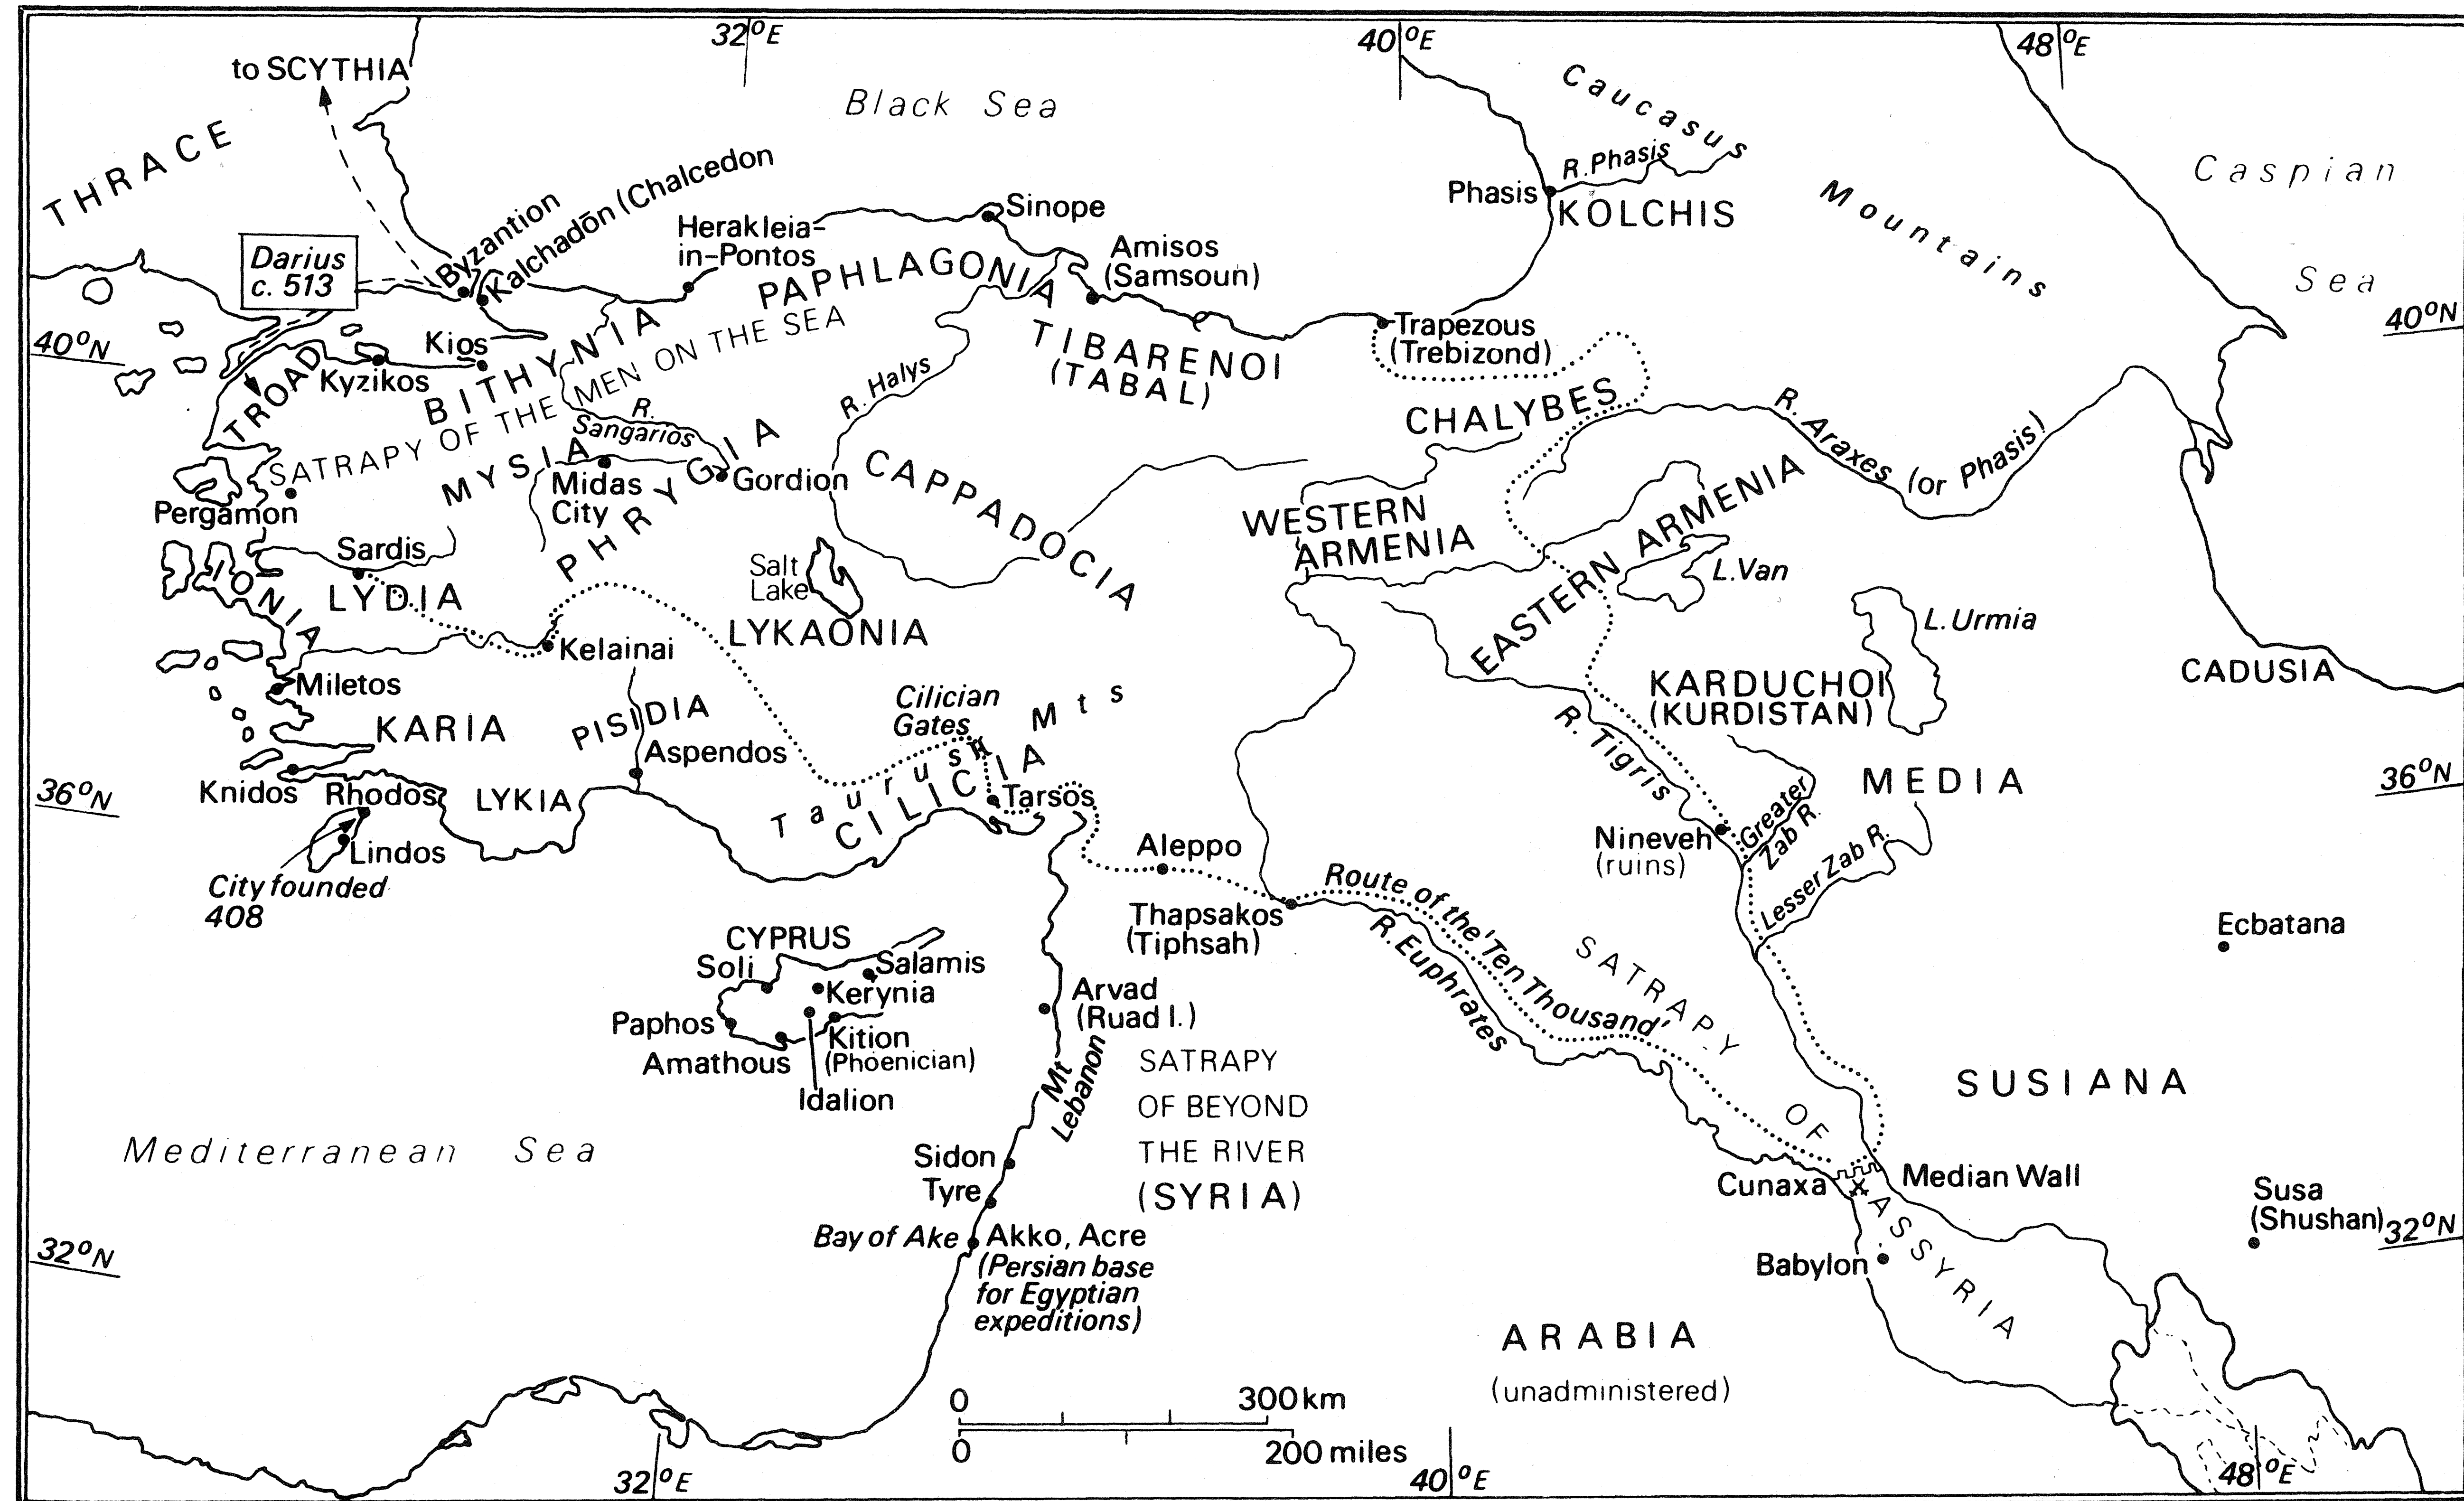 32°E
40°E
48°E
to SCYTHIA
Black Sea
Caucasus
Mountains
Caspian
Sea
THRACE
R. Phasis
Phasis
KOLCHIS
Byzantion
Kalchadōn (Chalcedon
Herakleia-
in-Pontos
Sinope
Amisos
(Samsoun)
PAPHLAGONIA
Darius
c. 513
40°N
40°N
Kios
Kyzikos
TROAD
BITHYNIA
SATRAPY OF THE MEN ON THE SEA
R. Halys
TIBARENOI
(TABAL)
Trapezous
(Trebizond)
CHALYBES
R. Araxes (or Phasis)
R.
Sangarios
MYSIA
Midas
City
PHRYGIA
Gordion
CAPPADOCIA
Pergamon
WESTERN
ARMENIA
EASTERN ARMENIA
L.Van
L.Urmia
Sardis
IONIA
LYDIA
Salt
Lake
LYKAONIA
Kelainai
Miletos
KARIA
PISIDIA
Aspendos
Cilician
Gates
Taurus Mts
CILICIA
Tarsos
KARDUCHOI
(KURDISTAN)
CADUSIA
R. Tigris
MEDIA
36°N
36°N
Knidos
Rhodos
LYKIA
Lindos
City founded
408
Aleppo
Nineveh
(ruins)
Greater
Zab R.
Lesser Zab R.
Thapsakos
(Tiphsah)
Route of the 'Ten Thousand'
R. Euphrates
Ecbatana
CYPRUS
Soli
Salamis
Kerynia
Paphos
Kition
(Phoenician)
Amathous
Idalion
Arvad
(Ruad I.)
Mt
Lebanon
SATRAPY
OF BEYOND
THE RIVER
(SYRIA)
SATRAPY OF ASSYRIA
SUSIANA
Mediterranean Sea
Sidon
Tyre
Bay of Ake
Akko, Acre
(Persian base
for Egyptian
expeditions)
Cunaxa
Median Wall
Susa
(Shushan)
32°N
32°N
Babylon
ARABIA
(unadministered)
0 300 km
0 200 miles
32°E
40°E
48°E